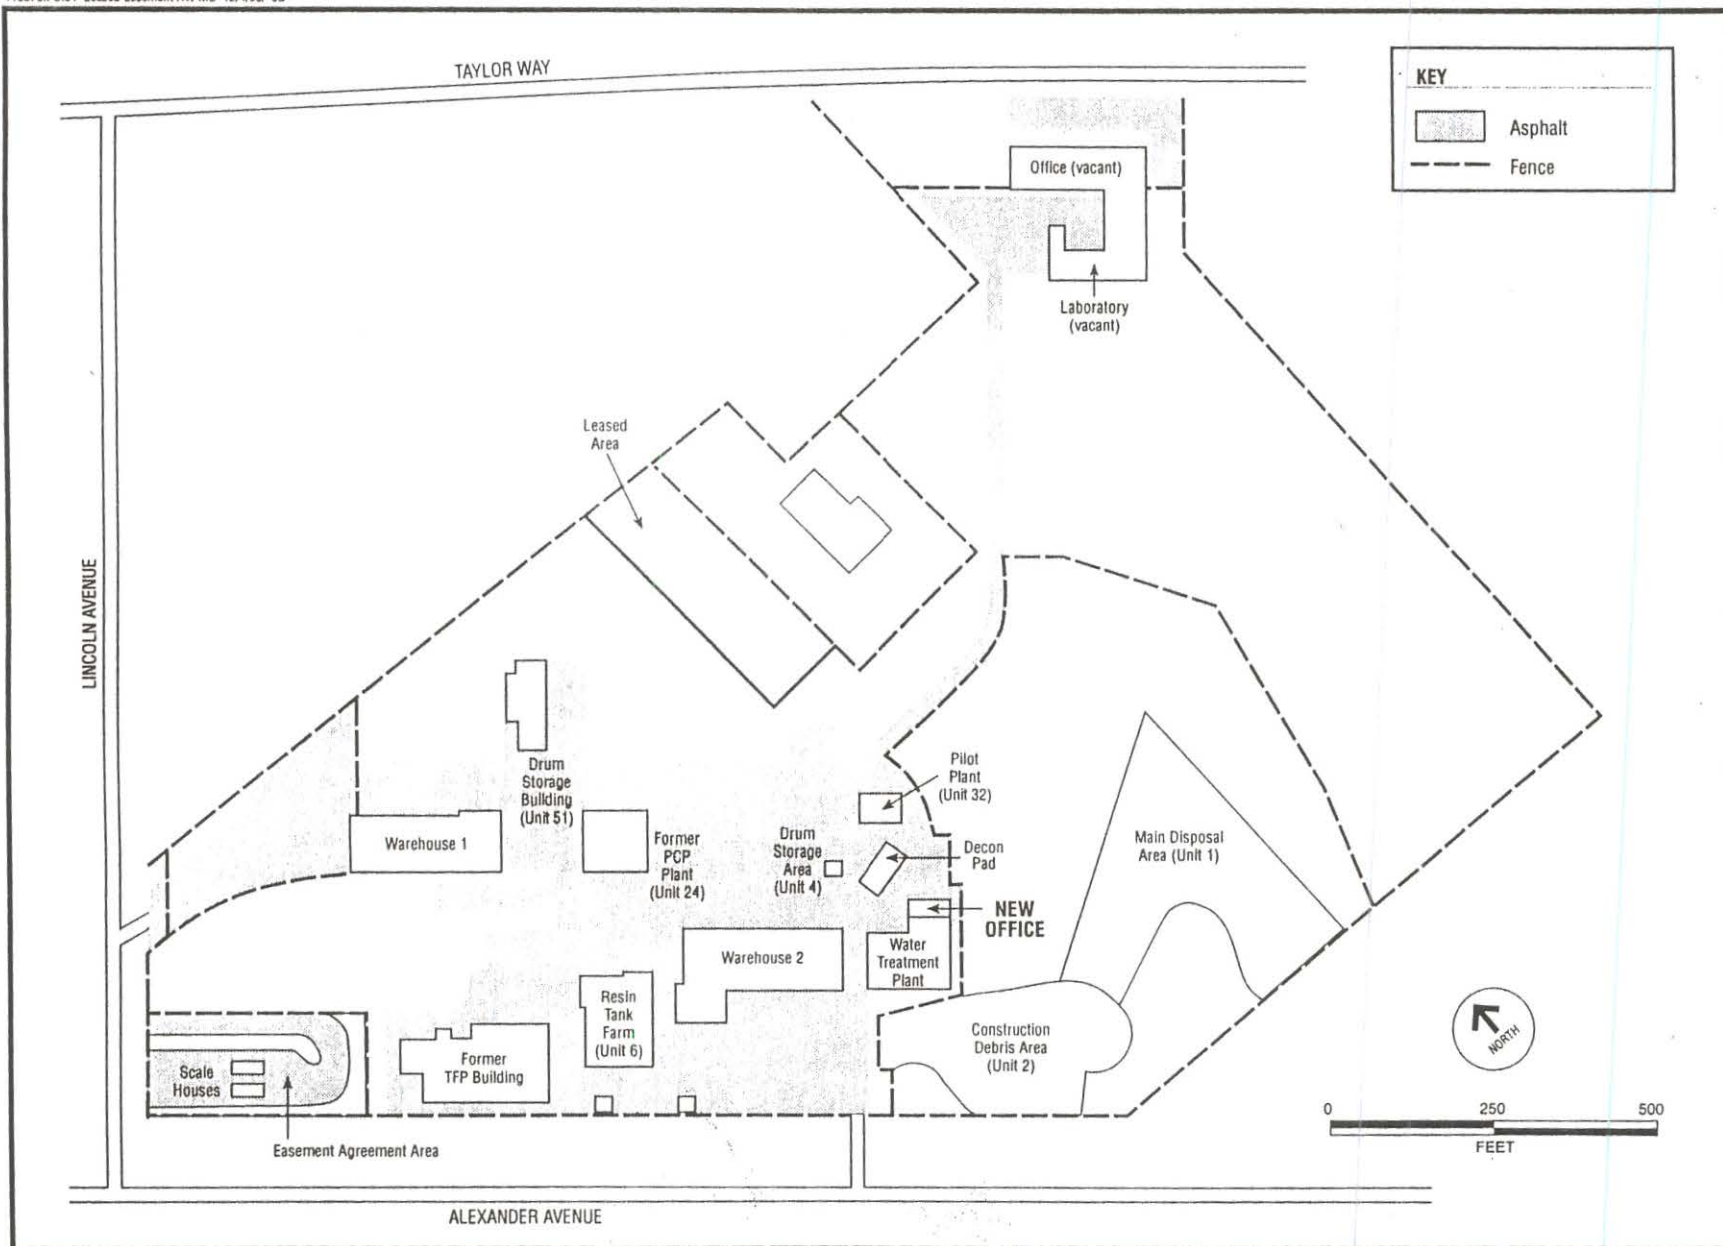 TAYLOR WAY
KEY
Asphalt
Fence
Office (vacant)
Laboratory
(vacant)
Leased
Area
LINCOLN AVENUE
Drum
Storage
Building
(Unit 51)
Pilot
Plant
(Unit 32)
Warehouse 1
Former
PCP
Plant
(Unit 24)
Drum
Storage
Area
(Unit 4)
Decon
Pad
Main Disposal
Area (Unit 1)
NEW
OFFICE
Water
Treatment
Plant
Warehouse 2
Resin
Tank
Farm
(Unit 6)
Construction
Debris Area
(Unit 2)
NORTH
Scale
Houses
Former
TFP Building
Easement Agreement Area
0 250 500
FEET
ALEXANDER AVENUE